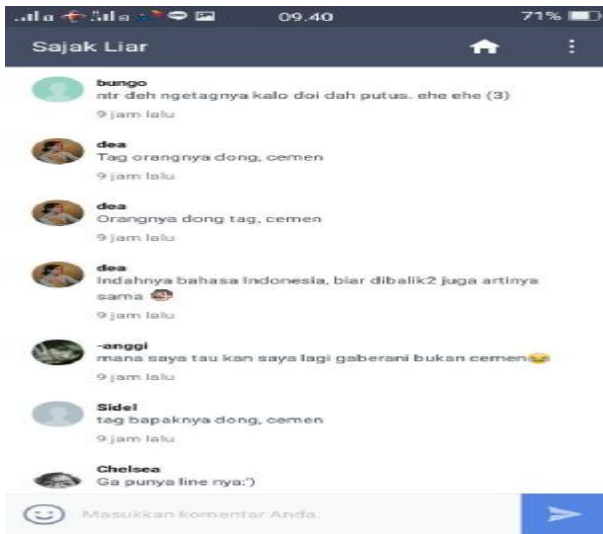 09.40
71%
Sajak Liar
bungo
ntr deh ngetagnya kalo doi dah putus. ehe ehe (3)
9 jam lalu
dea
Tag orangnya dong, cemen
9 jam lalu
dea
Orangnya dong tag, cemen
9 jam lalu
dea
Indahnya bahasa Indonesia, biar dibalik2 juga artinya
sama
9 jam lalu
-anggi
mana saya tau kan saya lagi gaberani bukan cemen😂
9 jam lalu
Sidel
tag bapaknya dong, cemen
9 jam lalu
Chelsea
Ga punya line nya:')
Masukkan komentar Anda.